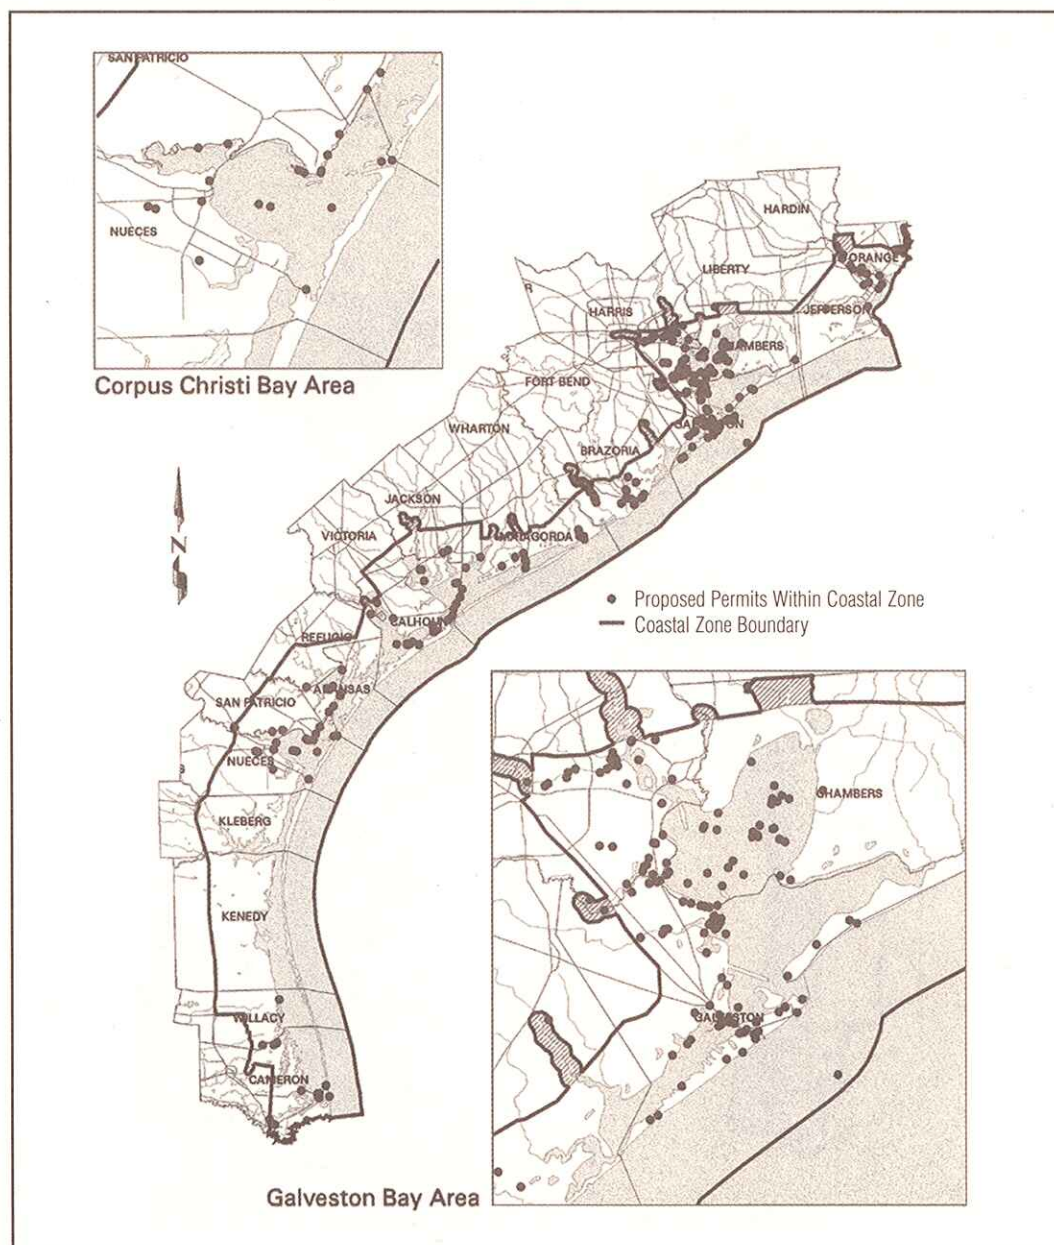 SAN PATRICIO
NUECES
Corpus Christi Bay Area
HARDIN
ORANGE
LIBERTY
JEFFERSON
HARRIS
CHAMBERS
FORT BEND
GALVESTON
WHARTON
BRAZORIA
JACKSON
VICTORIA
MATAGORDA
N
Proposed Permits Within Coastal Zone
Coastal Zone Boundary
CALHOUN
REFUGIO
ARANSAS
SAN PATRICIO
NUECES
KLEBERG
KENEDY
WILLACY
CAMERON
CHAMBERS
GALVESTON
Galveston Bay Area